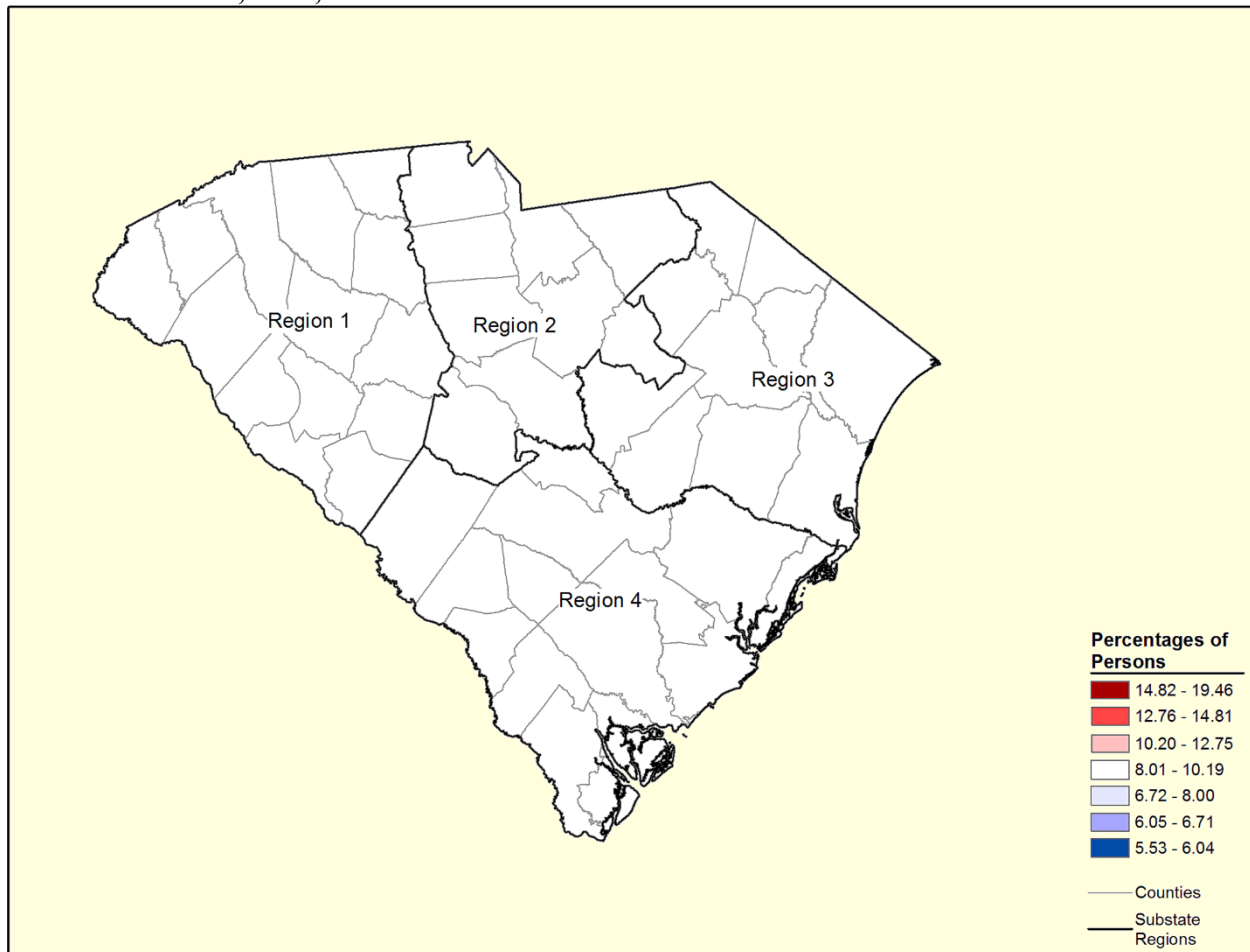 Region 1
Region 2
Region 3
Region 4
Percentages of
Persons
14.82 - 19.46
12.76 - 14.81
10.20 - 12.75
8.01 - 10.19
6.72 - 8.00
6.05 - 6.71
5.53 - 6.04
Counties
Substate
Regions